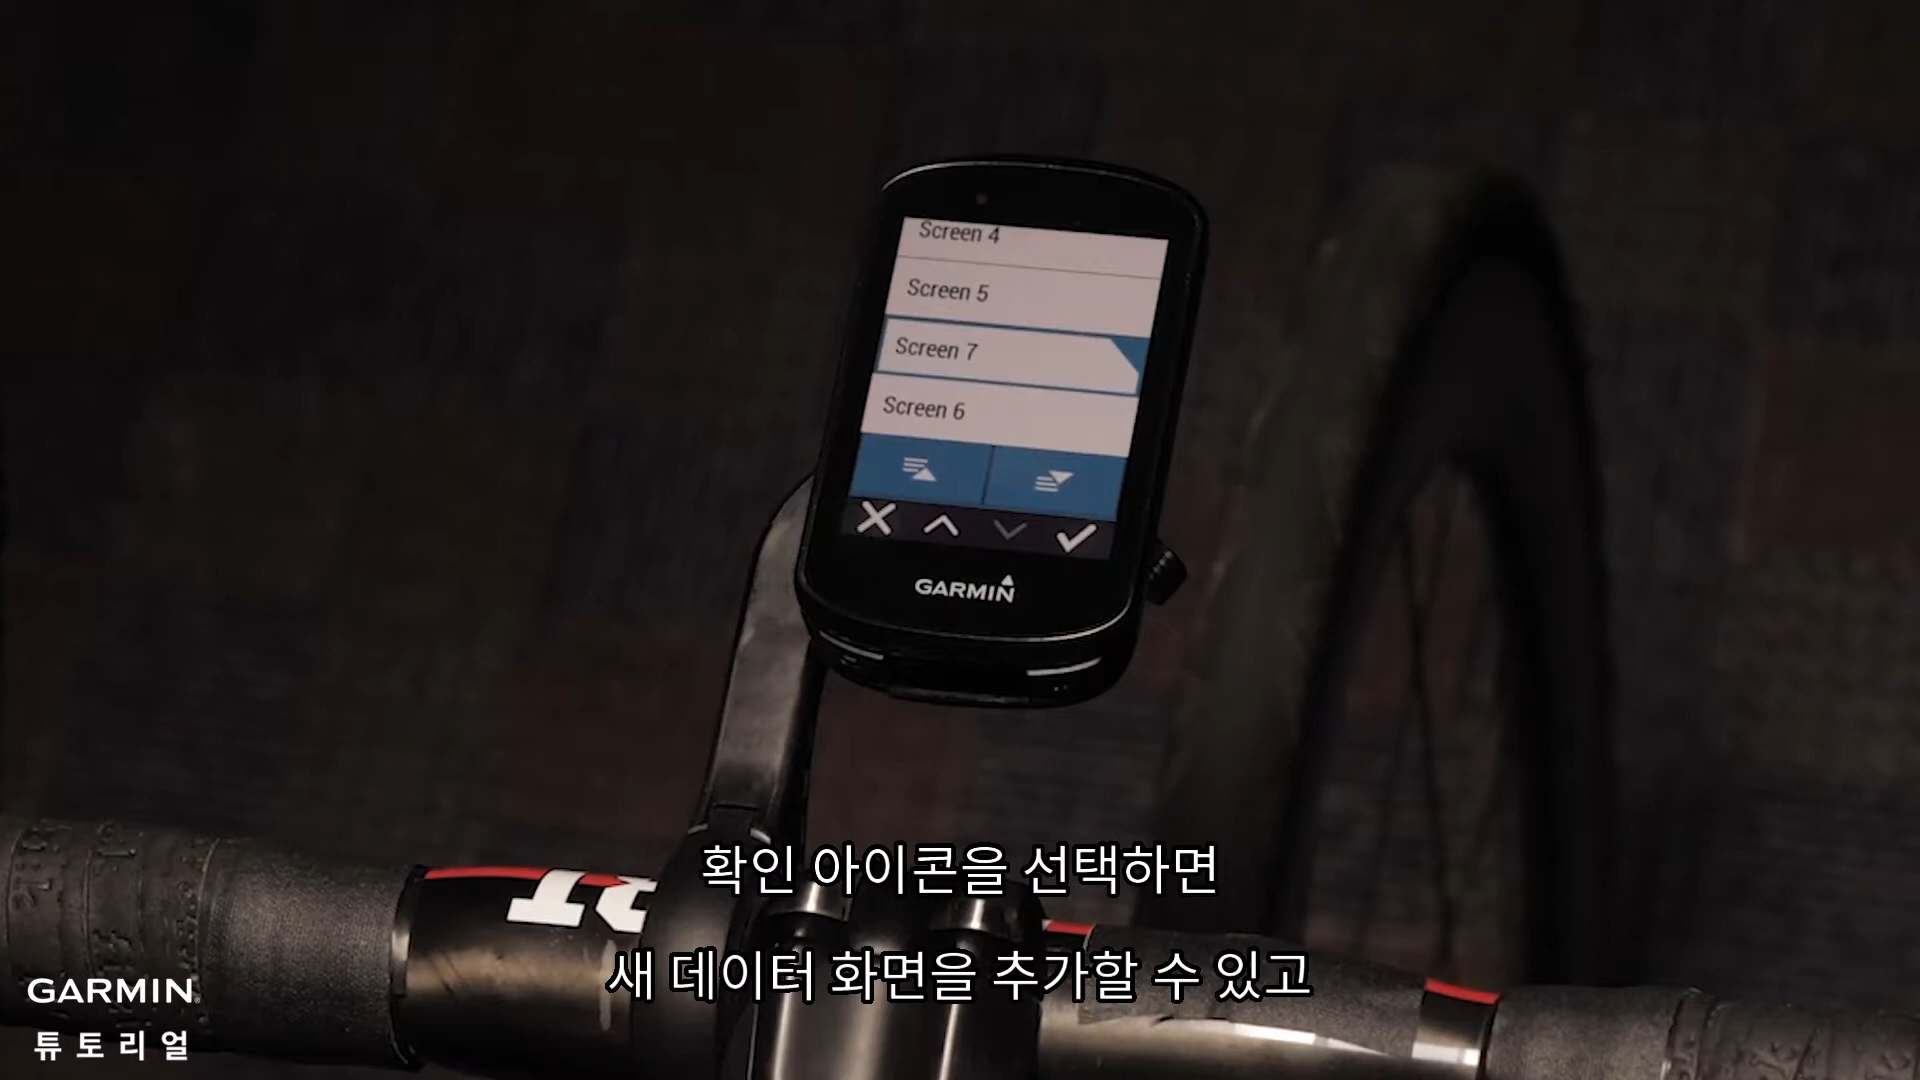 Screen 4
Screen 5
Screen 7
Screen 6
GARMIN
확인 아이콘을 선택하면
새 데이터 화면을 추가할 수 있고
GARMIN
튜토리얼